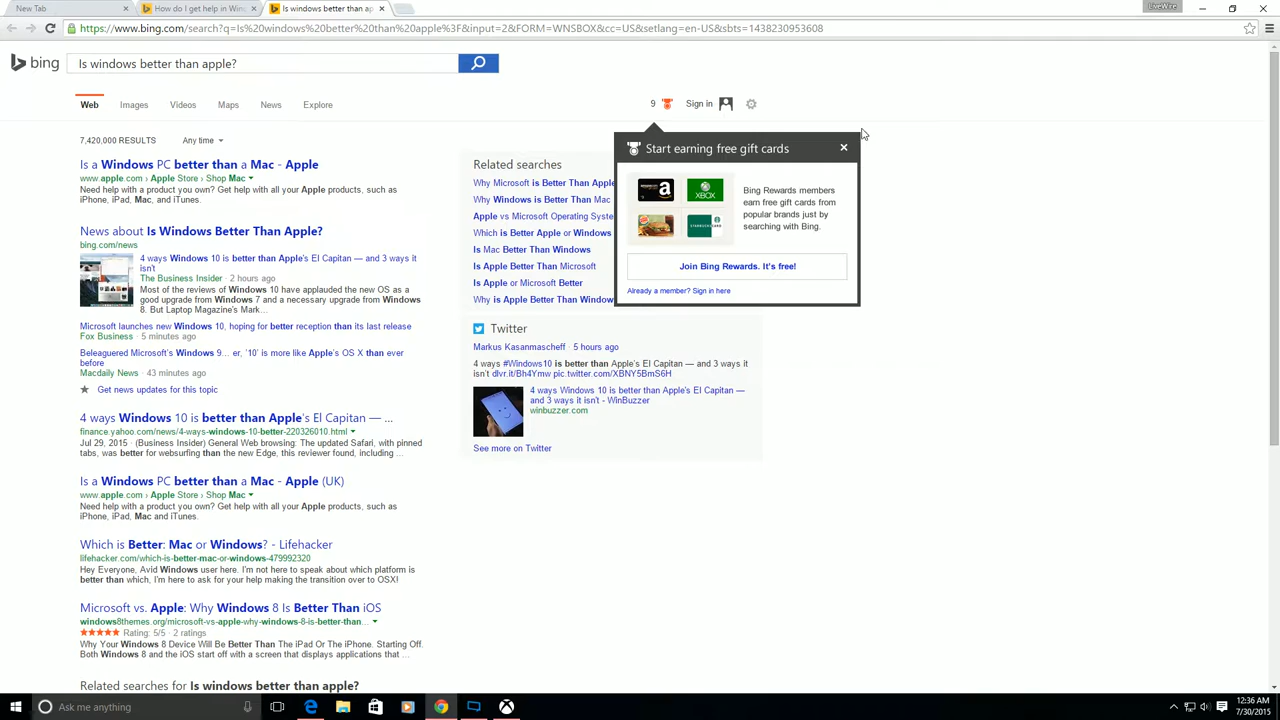 New Tab
How do I get help in Win
Is windows better than ap
LiveWire
https://www.bing.com/search?q=Is%20windows%20better%20than%20apple%3F&input=2&FORM=WNSBOX&cc=US&setlang=en-US&sbts=1438230953608
bing
Is windows better than apple?
Web
Images
Videos
Maps
News
Explore
9
Sign in
7,420,000 RESULTS
Any time
Is a Windows PC better than a Mac - Apple
www.apple.com › Apple Store › Shop Mac
Need help with a product you own? Get help with all your Apple products, such as
iPhone, iPad, Mac, and iTunes.
News about Is Windows Better Than Apple?
bing.com/news
4 ways Windows 10 is better than Apple's El Capitan — and 3 ways it
isn't
The Business Insider · 2 hours ago
Most of the reviews of Windows 10 have applauded the new OS as a
good upgrade from Windows 7 and a necessary upgrade from Windows
8. But Laptop Magazine's Mark...
Microsoft launches new Windows 10, hoping for better reception than its last release
Fox Business · 5 minutes ago
Beleaguered Microsoft's Windows 9... er, '10' is more like Apple's OS X than ever
before
Macdaily News · 43 minutes ago
Get news updates for this topic
4 ways Windows 10 is better than Apple's El Capitan — ...
finance.yahoo.com/news/4-ways-windows-10-better-220326010.html
Jul 29, 2015 · (Business Insider) General Web browsing: The updated Safari, with pinned
tabs, was better for websurfing than the new Edge, this reviewer found, including ...
Is a Windows PC better than a Mac - Apple (UK)
www.apple.com › Apple Store › Shop Mac
Need help with a product you own? Get help with all your Apple products, such as
iPhone, iPad, Mac and iTunes.
Which is Better: Mac or Windows? - Lifehacker
lifehacker.com/which-is-better-mac-or-windows-479992320
Hey Everyone, Avid Windows user here. I'm not here to speak about which platform is
better than which, I'm here to ask for your help making the transition over to OSX!
Microsoft vs. Apple: Why Windows 8 Is Better Than iOS
windows8themes.org/microsoft-vs-apple-why-windows-8-is-better-than...
Rating: 5/5 · 2 ratings
Why Your Windows 8 Device Will Be Better Than The iPad Or The iPhone. Starting Off.
Both Windows 8 and the iOS start off with a screen that displays applications that ...
Related searches for Is windows better than apple?
Related searches
Why Microsoft is Better Than Apple
Why Windows is Better Than Mac
Apple vs Microsoft Operating Syste
Which is Better Apple or Windows
Is Mac Better Than Windows
Is Apple Better Than Microsoft
Is Apple or Microsoft Better
Why is Apple Better Than Window
Start earning free gift cards
amazon
a
XBOX
STARBUCKS CARD
Bing Rewards members
earn free gift cards from
popular brands just by
searching with Bing.
Join Bing Rewards. It's free!
Already a member? Sign in here
Twitter
Markus Kasanmascheff · 5 hours ago
4 ways #Windows10 is better than Apple's El Capitan — and 3 ways it
isn't dlvr.it/Bh4Ymw pic.twitter.com/XBNY5BmS6H
4 ways Windows 10 is better than Apple's El Capitan —
and 3 ways it isn't - WinBuzzer
winbuzzer.com
See more on Twitter
Ask me anything
12:36 AM
7/30/2015